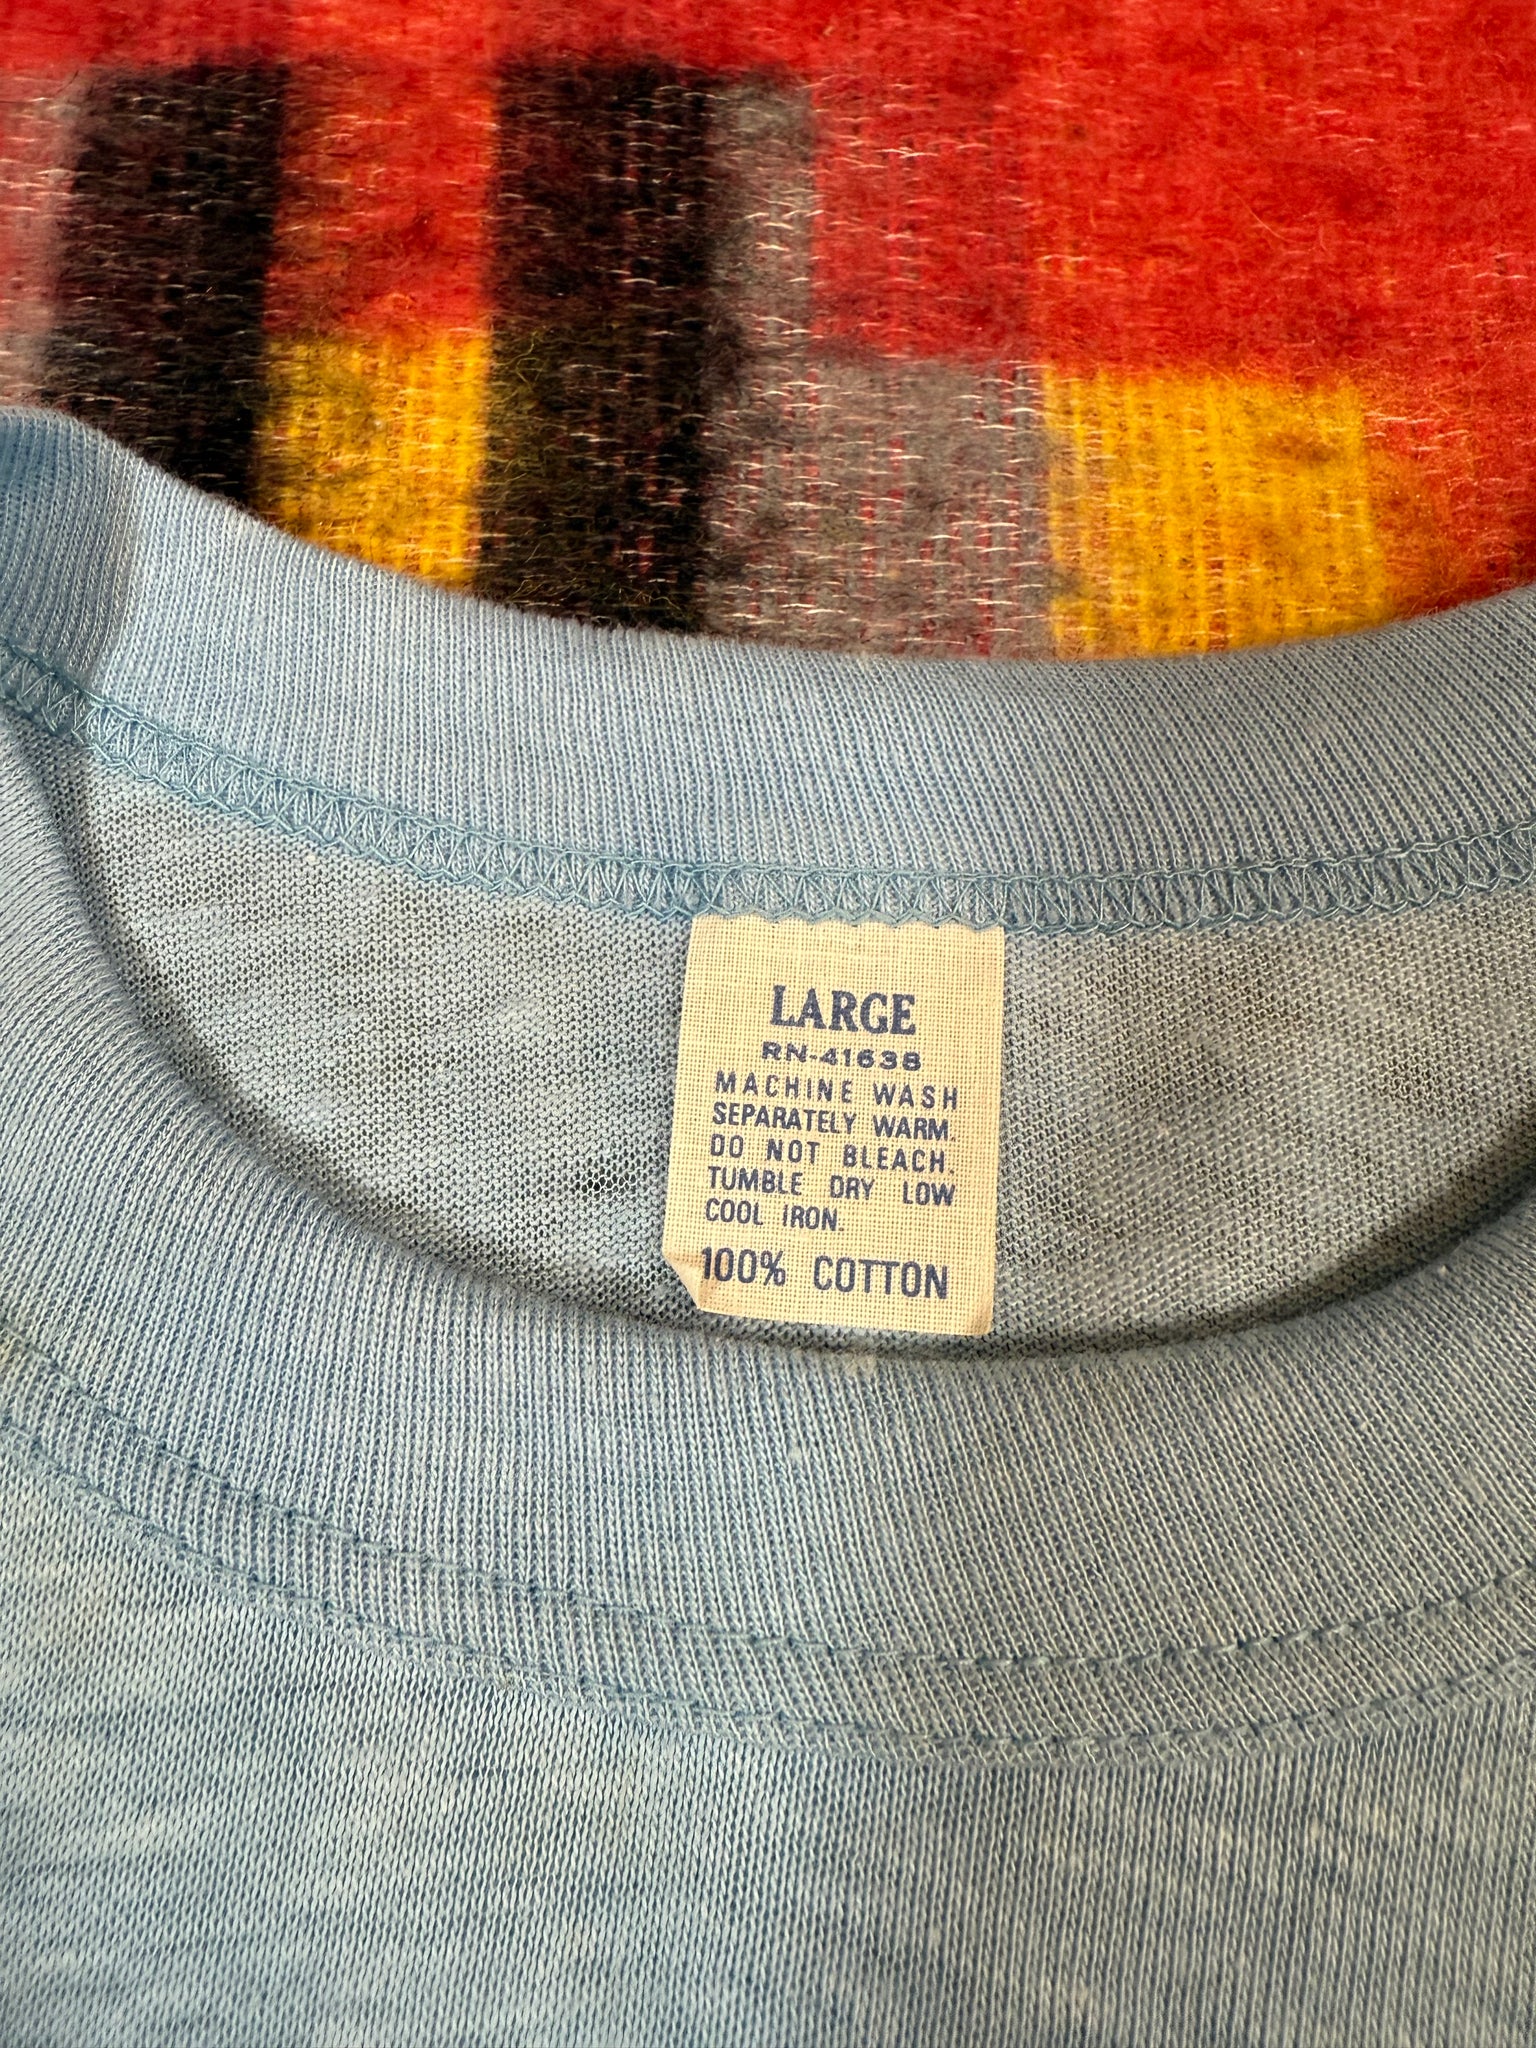 LARGE
RN-41638
MACHINE WASH
SEPARATELY WARM.
DO NOT BLEACH.
TUMBLE DRY LOW
COOL IRON.
100% COTTON